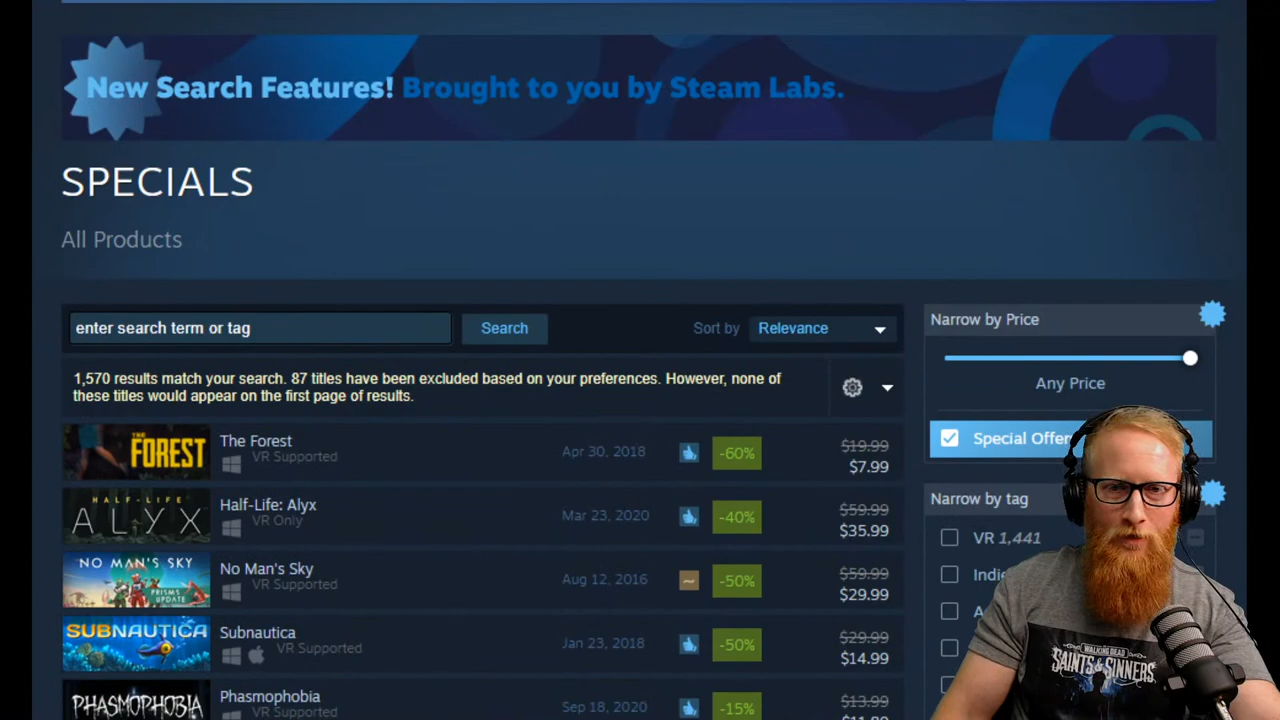 New Search Features! Brought to you by Steam Labs.
SPECIALS
All Products
enter search term or tag
Search
Sort by
Relevance
Narrow by Price
1,570 results match your search. 87 titles have been excluded based on your preferences. However, none of
these titles would appear on the first page of results.
Any Price
Special Offer
THE FOREST
The Forest
VR Supported
Apr 30, 2018
-60%
$19.99
$7.99
Narrow by tag
HALF-LIFE
ALYX
Half-Life: Alyx
VR Only
Mar 23, 2020
-40%
$59.99
$35.99
VR 1,441
Indie
NO MAN'S SKY
PRISMS
UPDATE
No Man's Sky
VR Supported
Aug 12, 2016
-50%
$59.99
$29.99
SUBNAUTICA
Subnautica
VR Supported
Jan 23, 2018
-50%
$29.99
$14.99
PHASMOPHOBIA
Phasmophobia
Sep 18, 2020
-15%
$13.99
THE WALKING DEAD
SAINTS & SINNERS